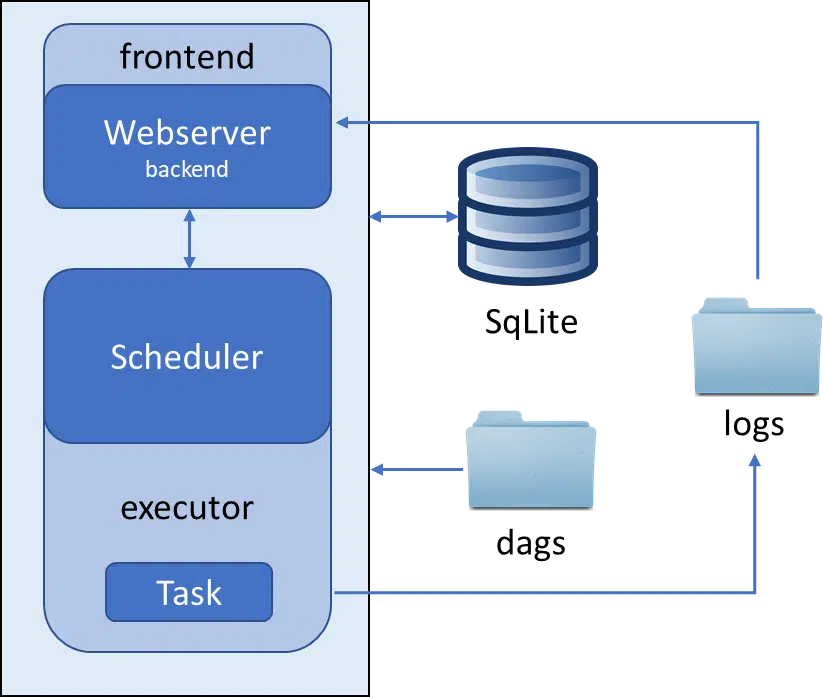 frontend
Webserver
backend
SqLite
Scheduler
logs
executor
dags
Task